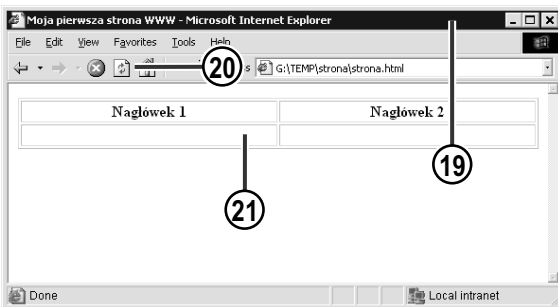 Moja pierwsza strona WWW - Microsoft Internet Explorer
File Edit View Favorites Tools Help
20 s G:\TEMP\strona\strona.html
Nagłówek 1 Nagłówek 2
19
21
Done Local intranet